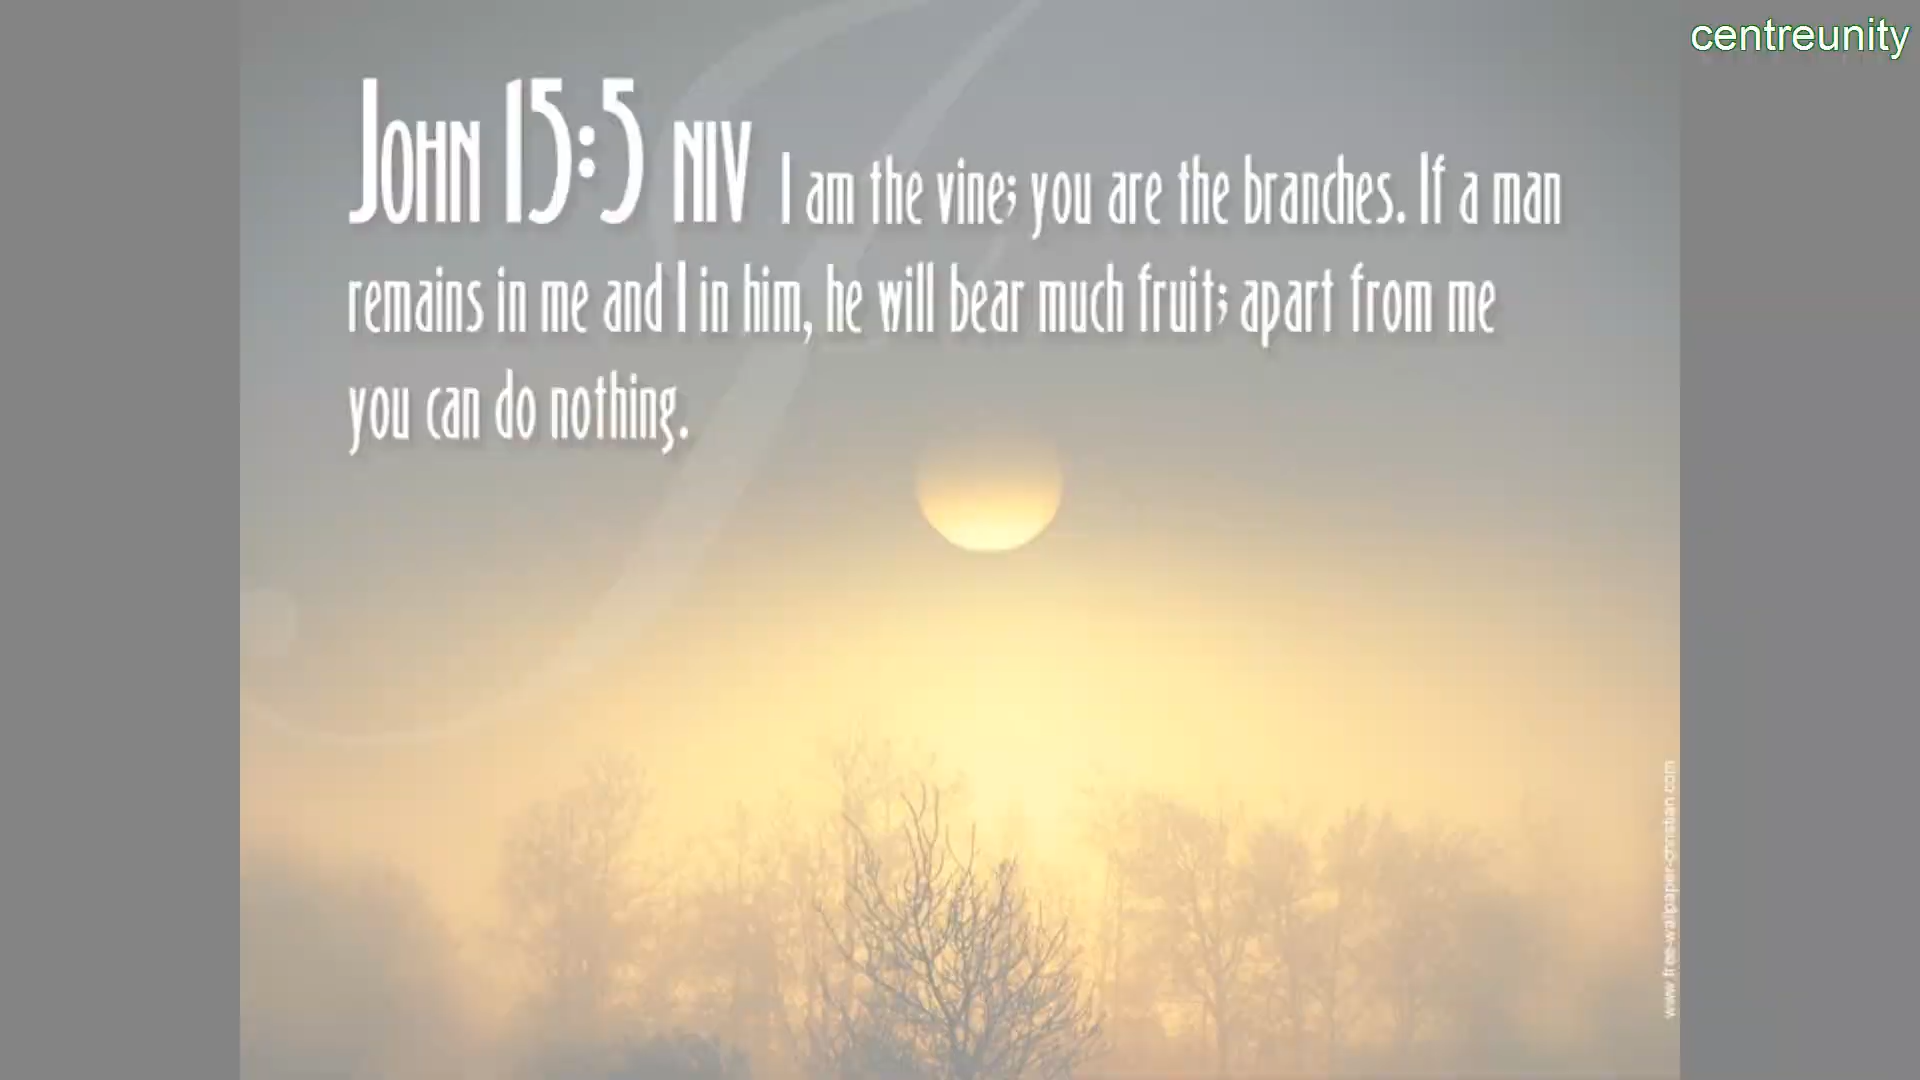 centreunity
John 15:5 NIV I am the vine; you are the branches. If a man
remains in me and I in him, he will bear much fruit; apart from me
you can do nothing.
www.free-wallpaper-christian.com